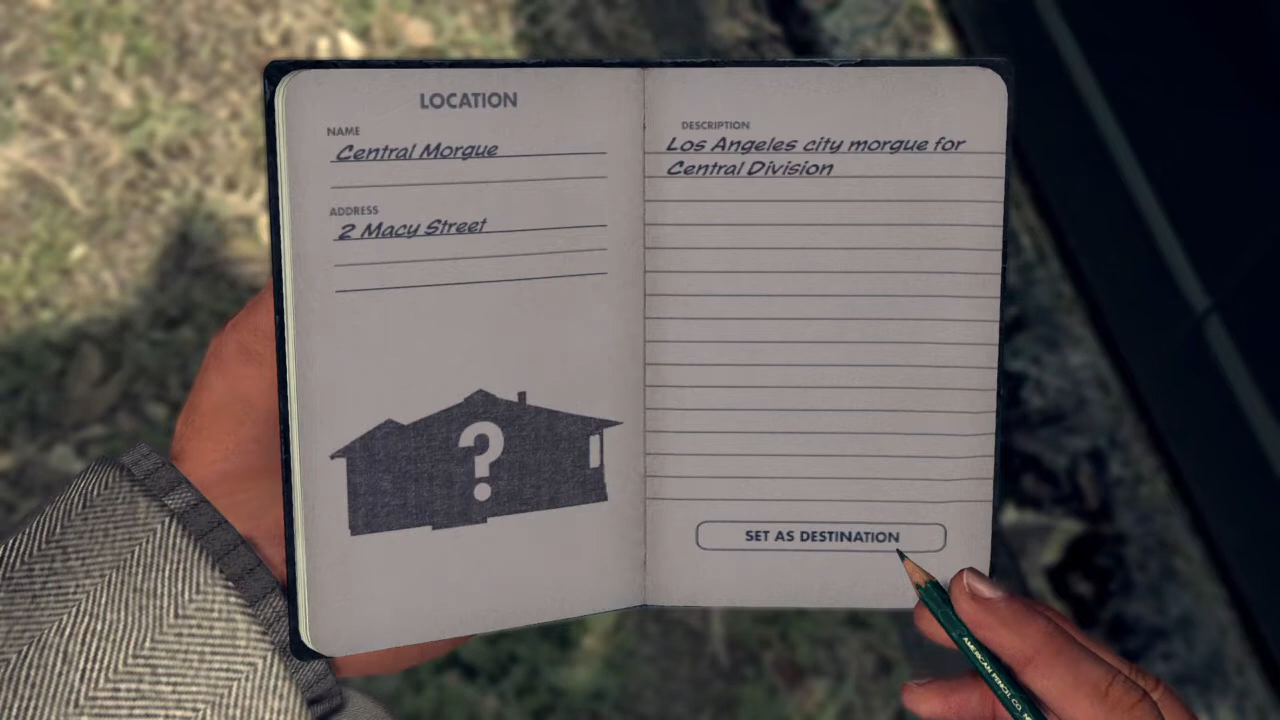 LOCATION
NAME
Central Morgue
ADDRESS
2 Macy Street
?
DESCRIPTION
Los Angeles city morgue for
Central Division
SET AS DESTINATION
AMERICAN PENCIL CO.